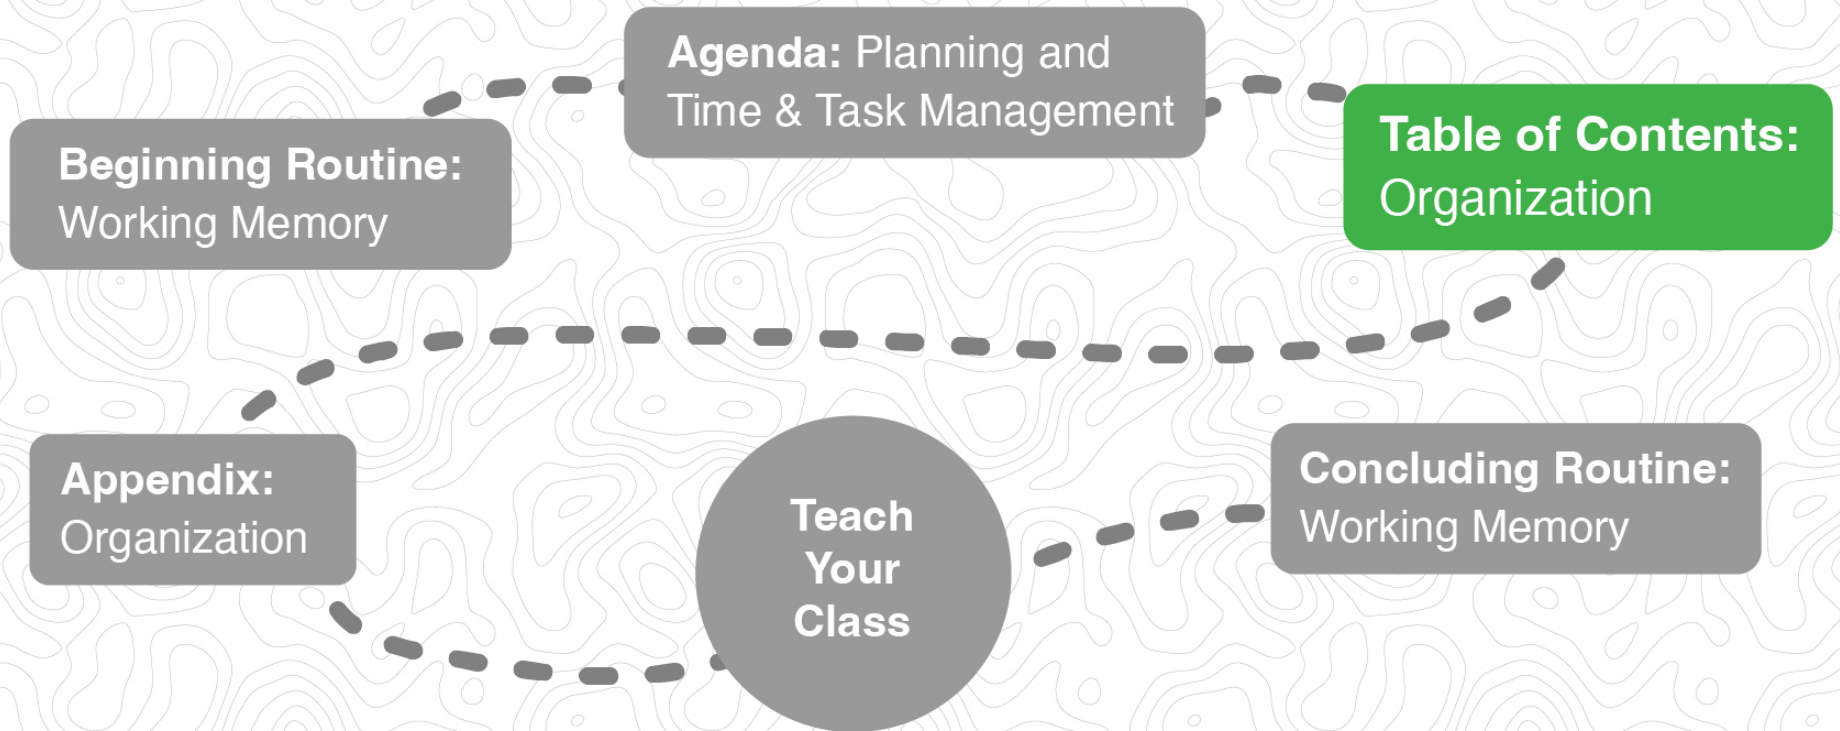 Beginning Routine:
Working Memory
Agenda: Planning and
Time & Task Management
Table of Contents:
Organization
Appendix:
Organization
Teach
Your
Class
Concluding Routine:
Working Memory